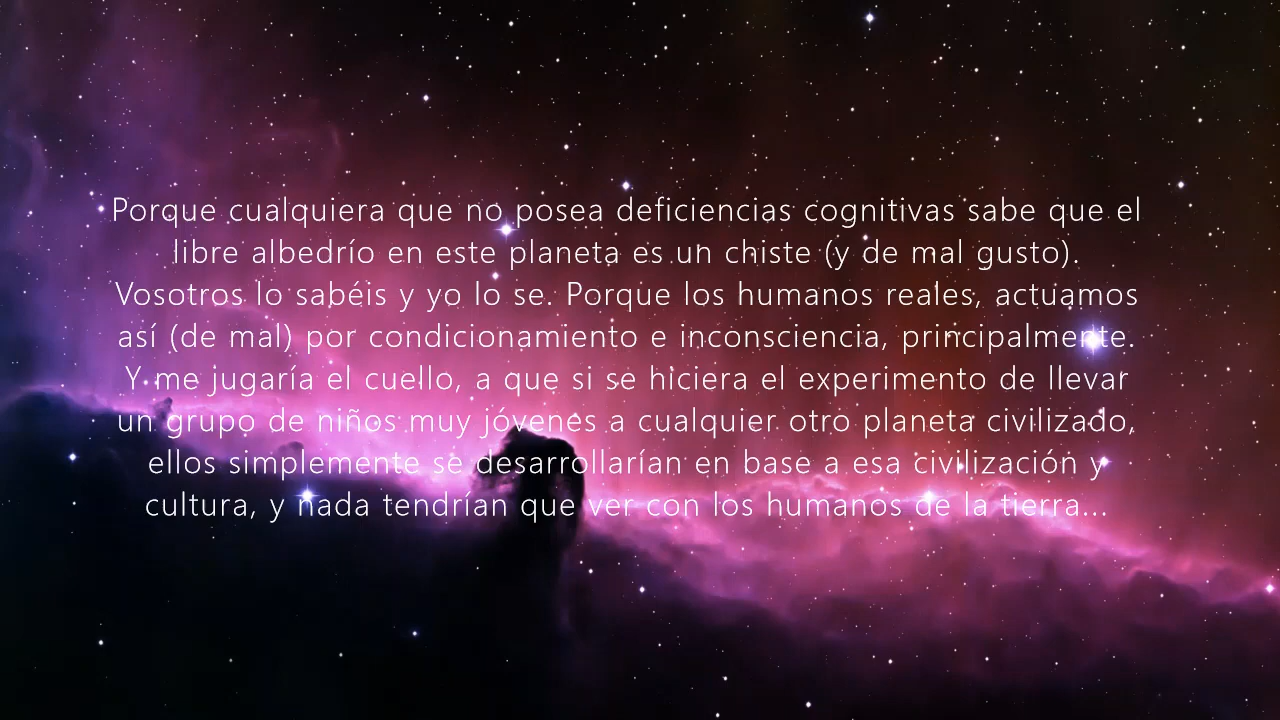 Porque cualquiera que no posea deficiencias cognitivas sabe que el
libre albedrío en este planeta es un chiste (y de mal gusto).
Vosotros lo sabéis y yo lo se. Porque los humanos reales, actuamos
así (de mal) por condicionamiento e inconsciencia, principalmente.
Y me jugaría el cuello, a que si se hiciera el experimento de llevar
un grupo de niños muy jóvenes a cualquier otro planeta civilizado,
ellos simplemente se desarrollarían en base a esa civilización y
cultura, y nada tendrían que ver con los humanos de la tierra...